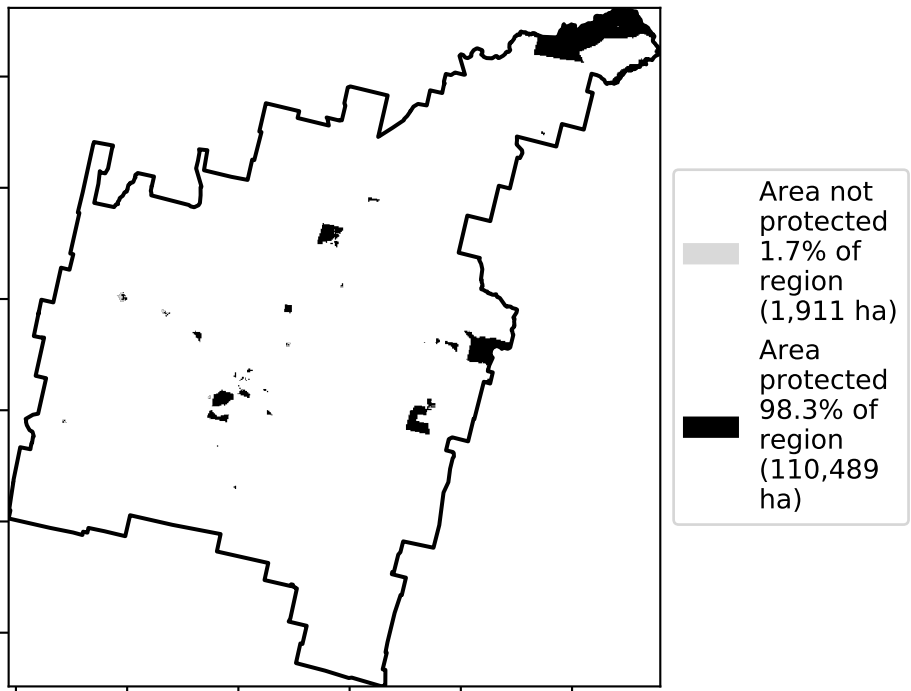 Area not
protected
1.7% of
region
(1,911 ha)
Area
protected
98.3% of
region
(110,489
ha)